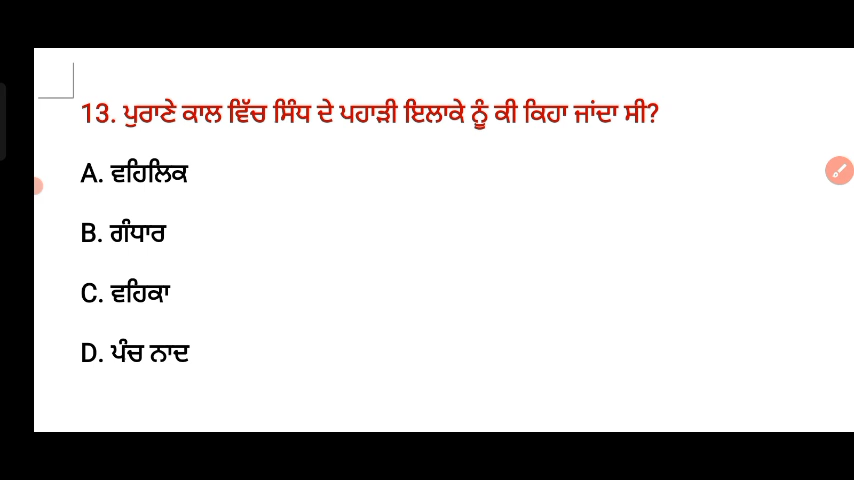 13. ਪੁਰਾਣੇ ਕਾਲ ਵਿੱਚ ਸਿੰਧ ਦੇ ਪਹਾੜੀ ਇਲਾਕੇ ਨੂੰ ਕੀ ਕਿਹਾ ਜਾਂਦਾ ਸੀ?
A. ਵਹਿਲਿਕ
B. ਗੰਧਾਰ
C. ਵਹਿਕਾ
D. ਪੰਚ ਨਾਦ